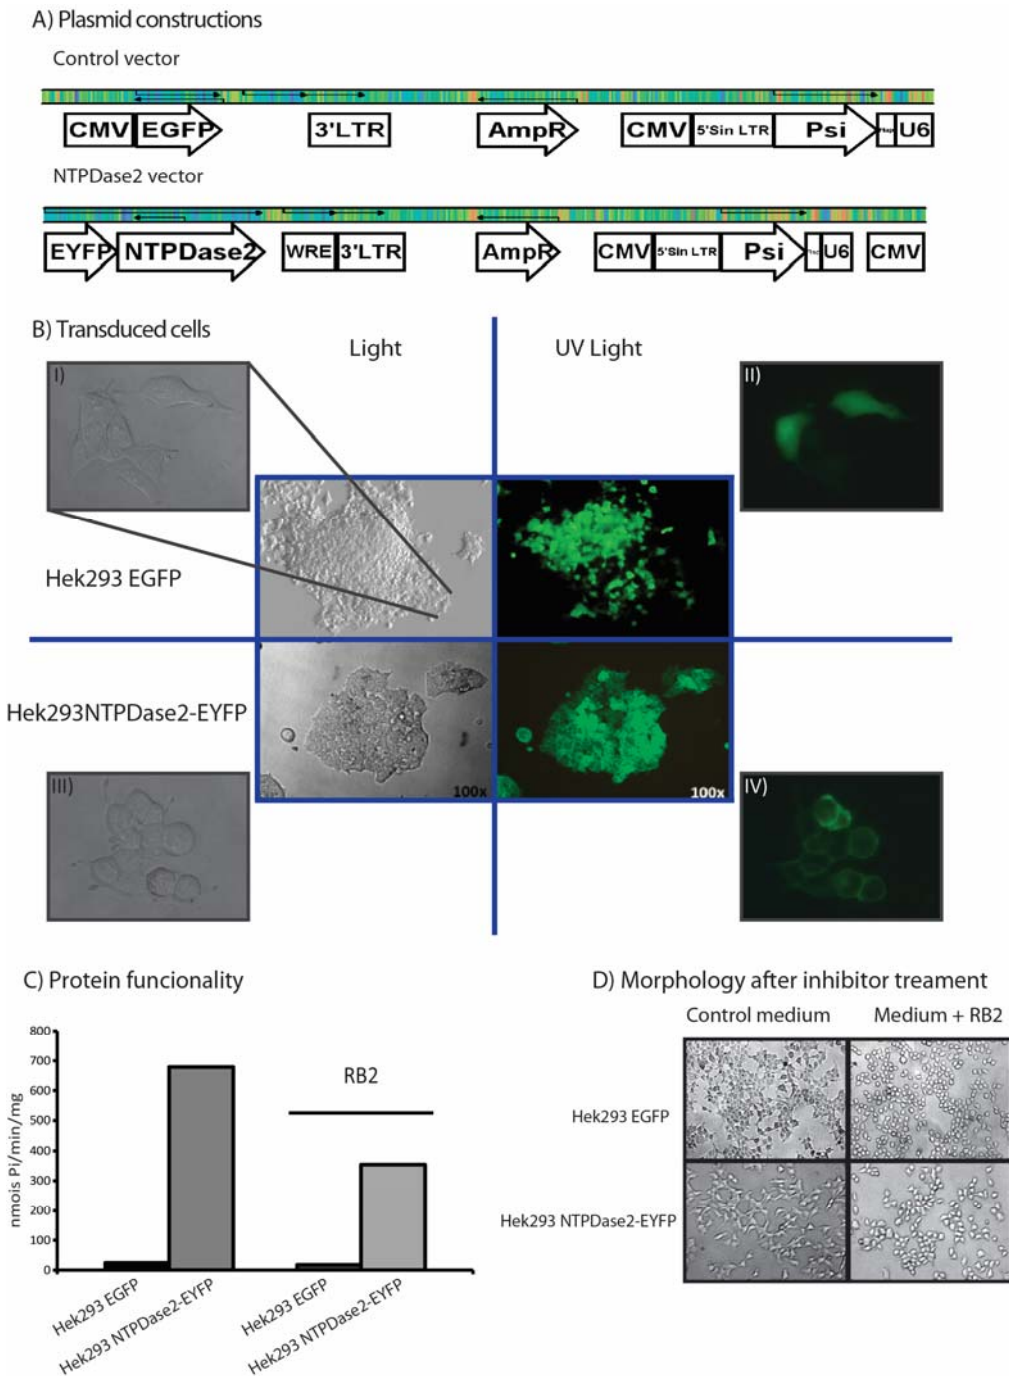 A) Plasmid constructions
Control vector
CMV EGFP 3'LTR AmpR CMV 5'Sin LTR Psi U6
NTPDase2 vector
EYFP NTPDase2 WRE 3'LTR AmpR CMV 5'Sin LTR Psi U6 CMV
B) Transduced cells
Light UV Light
I) II)
Hek293 EGFP
Hek293NTPDase2-EYFP
100x 100x
III) IV)
C) Protein funcionality
800
700
600
500
400
300
200
100
0
nmois Pi/min/mg
RB2
Hek293 EGFP
Hek293 NTPDase2-EYFP
Hek293 EGFP
Hek293 NTPDase2-EYFP
D) Morphology after inhibitor treament
Control medium Medium + RB2
Hek293 EGFP
Hek293 NTPDase2-EYFP